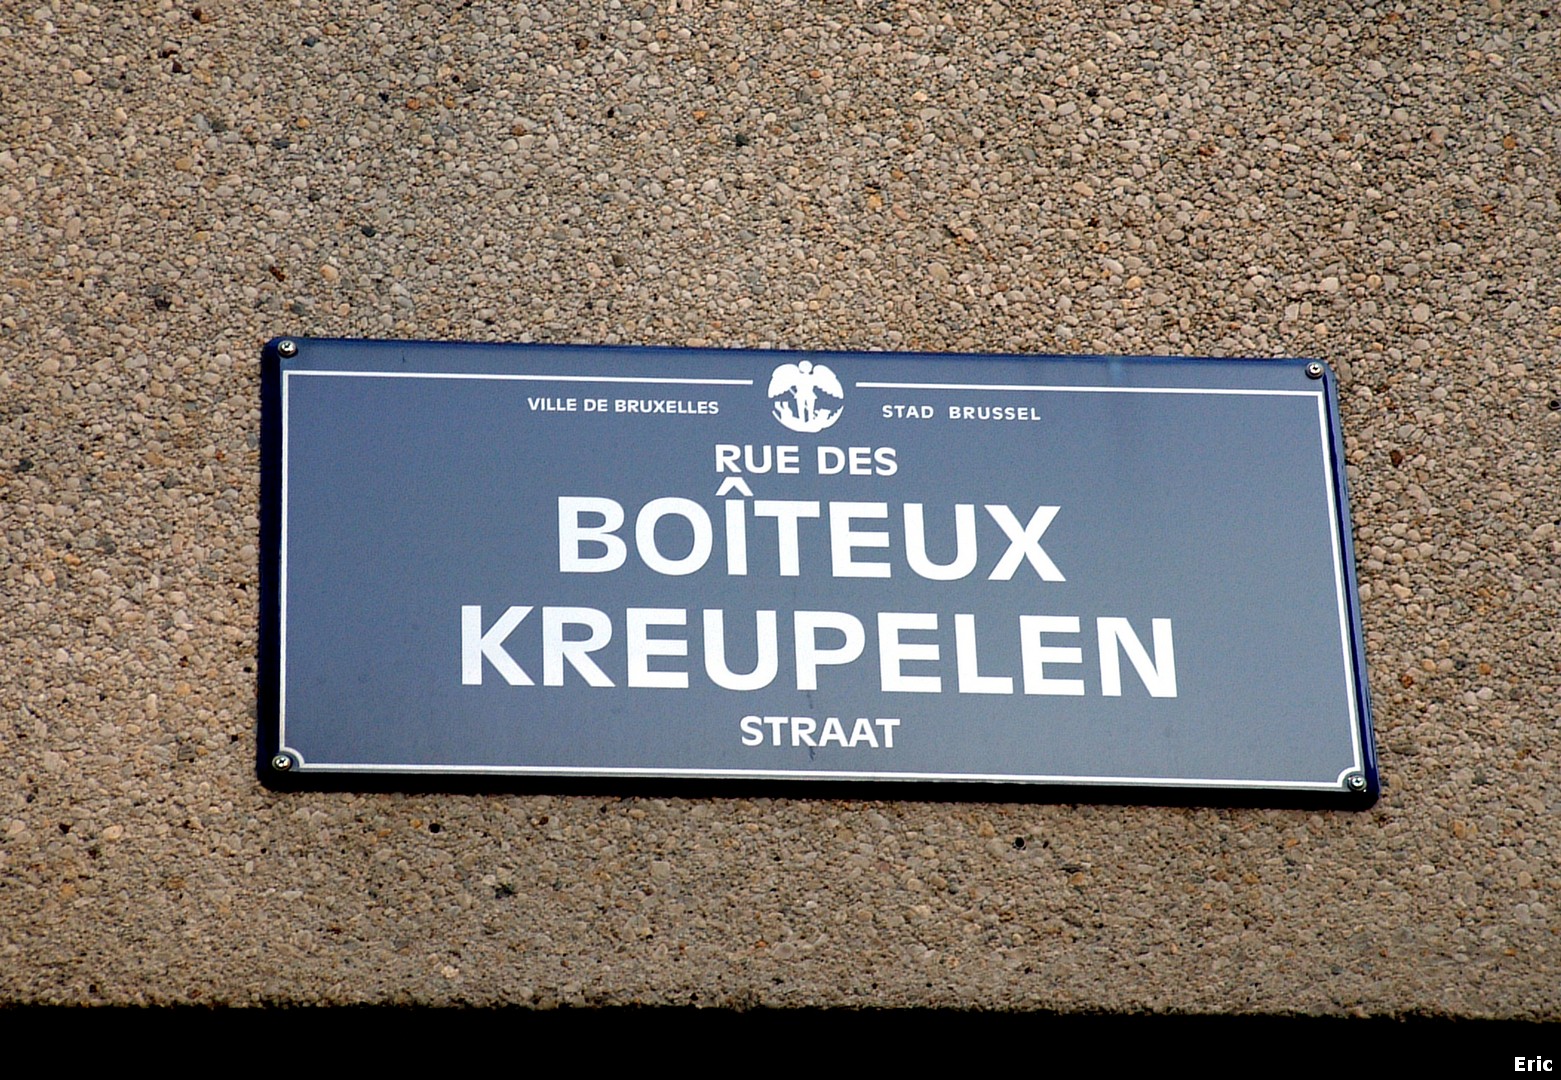 VILLE DE BRUXELLES STAD BRUSSEL
RUE DES
BOÎTEUX
KREUPELEN
STRAAT
Eric